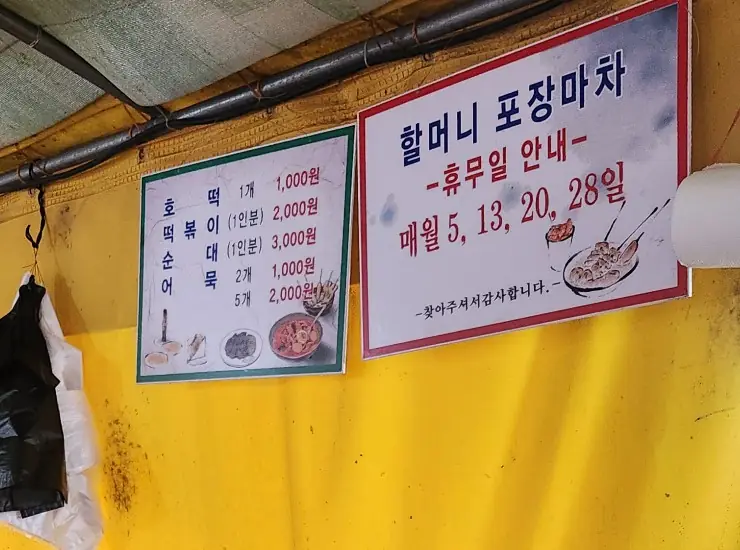 호 떡 1개 1,000원
떡 볶 이 (1인분) 2,000원
순 대 (1인분) 3,000원
어 묵 2개 1,000원
5개 2,000원
할머니 포장마차
-휴무일 안내-
매월 5, 13, 20, 28일
-찾아주셔서감사합니다.-